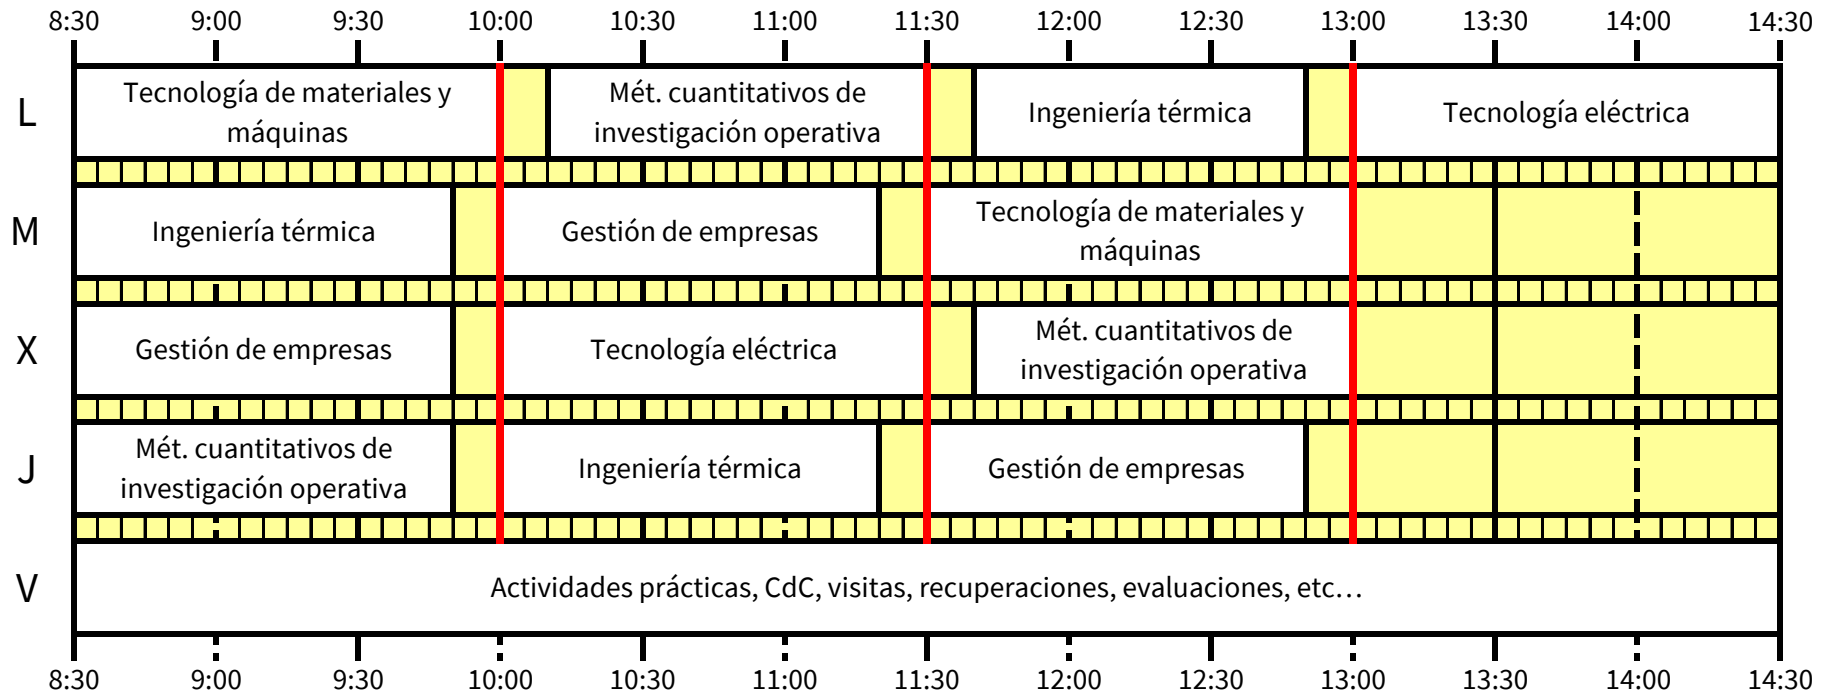 8:30 9:00 9:30 10:00 10:30 11:00 11:30 12:00 12:30 13:00 13:30 14:00 14:30
L
Tecnología de materiales y
máquinas
Mét. cuantitativos de
investigación operativa
Ingeniería térmica
Tecnología eléctrica
M
Ingeniería térmica
Gestión de empresas
Tecnología de materiales y
máquinas
X
Gestión de empresas
Tecnología eléctrica
Mét. cuantitativos de
investigación operativa
J
Mét. cuantitativos de
investigación operativa
Ingeniería térmica
Gestión de empresas
V
Actividades prácticas, CdC, visitas, recuperaciones, evaluaciones, etc…
8:30 9:00 9:30 10:00 10:30 11:00 11:30 12:00 12:30 13:00 13:30 14:00 14:30